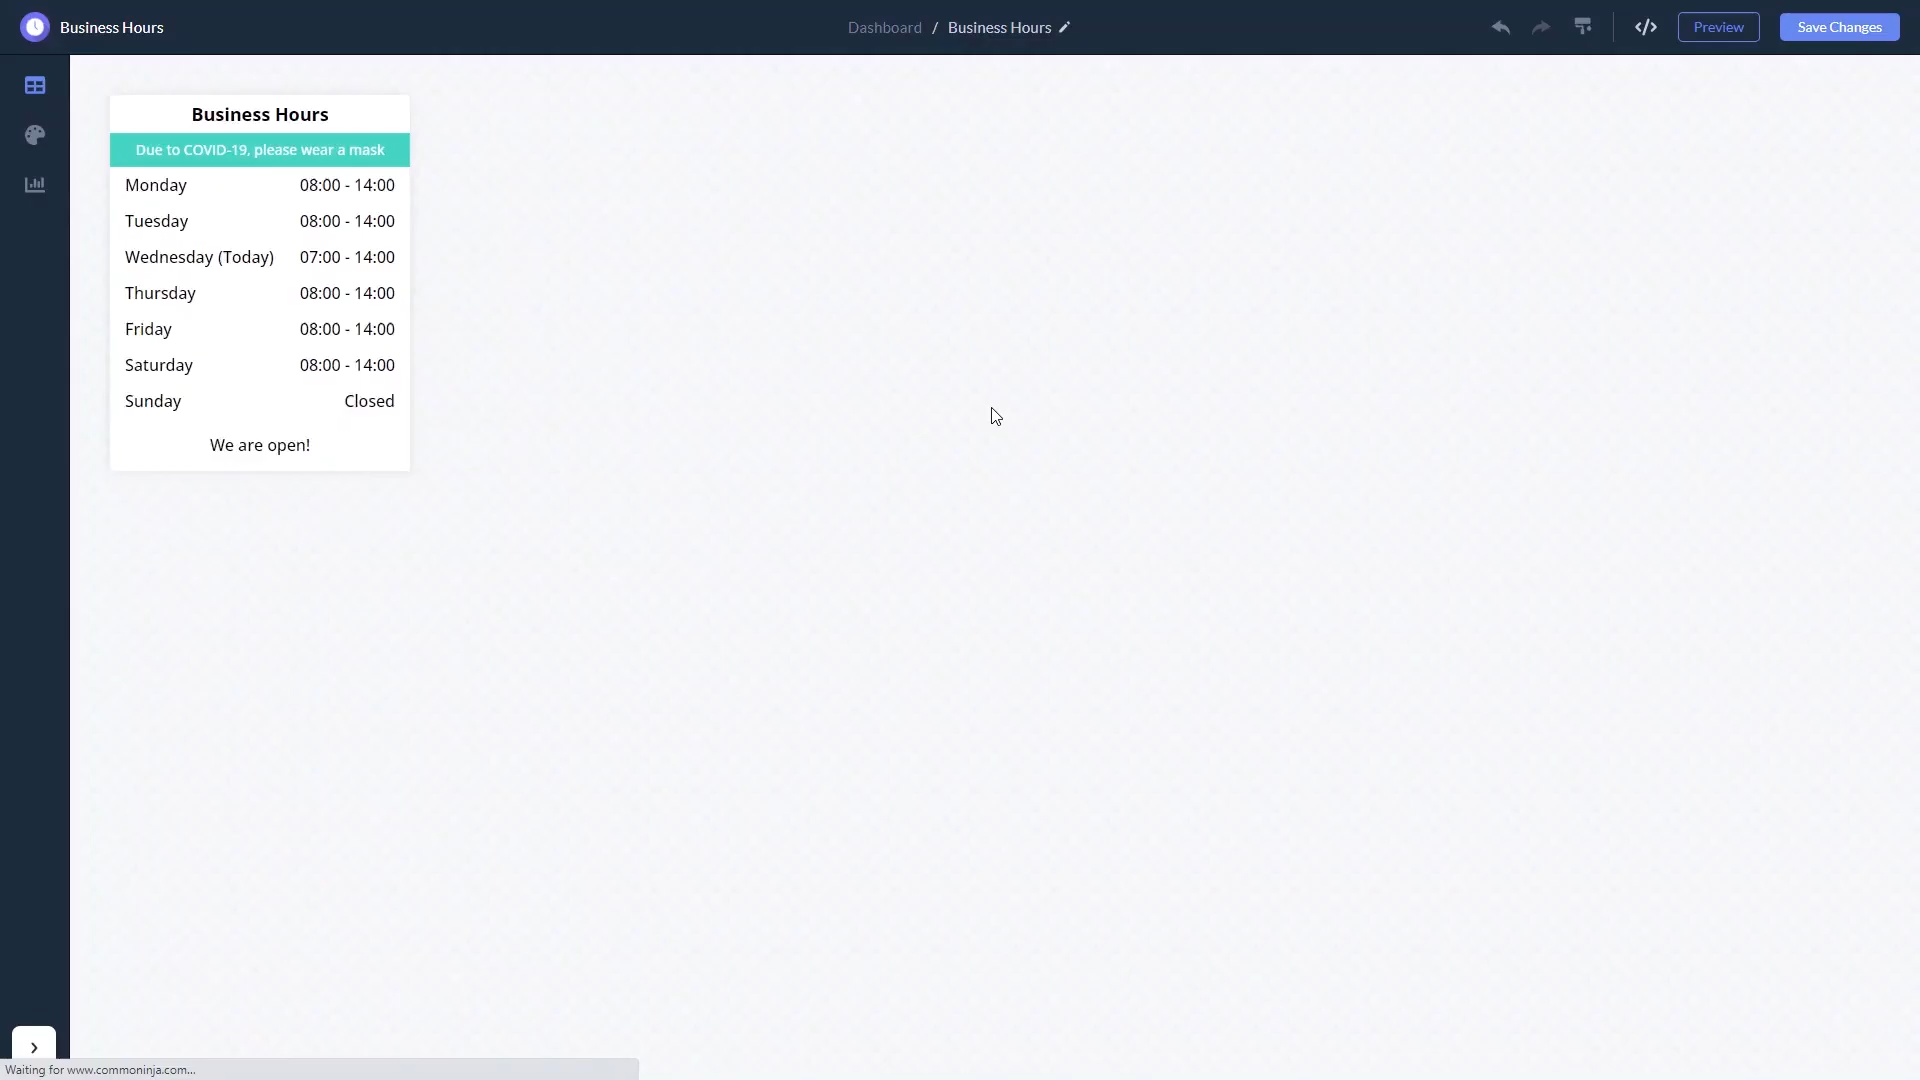 Business Hours
Dashboard / Business Hours
Preview
Save Changes
Business Hours
Due to COVID-19, please wear a mask
Monday 08:00 - 14:00
Tuesday 08:00 - 14:00
Wednesday (Today) 07:00 - 14:00
Thursday 08:00 - 14:00
Friday 08:00 - 14:00
Saturday 08:00 - 14:00
Sunday Closed
We are open!
Waiting for www.commoninja.com...